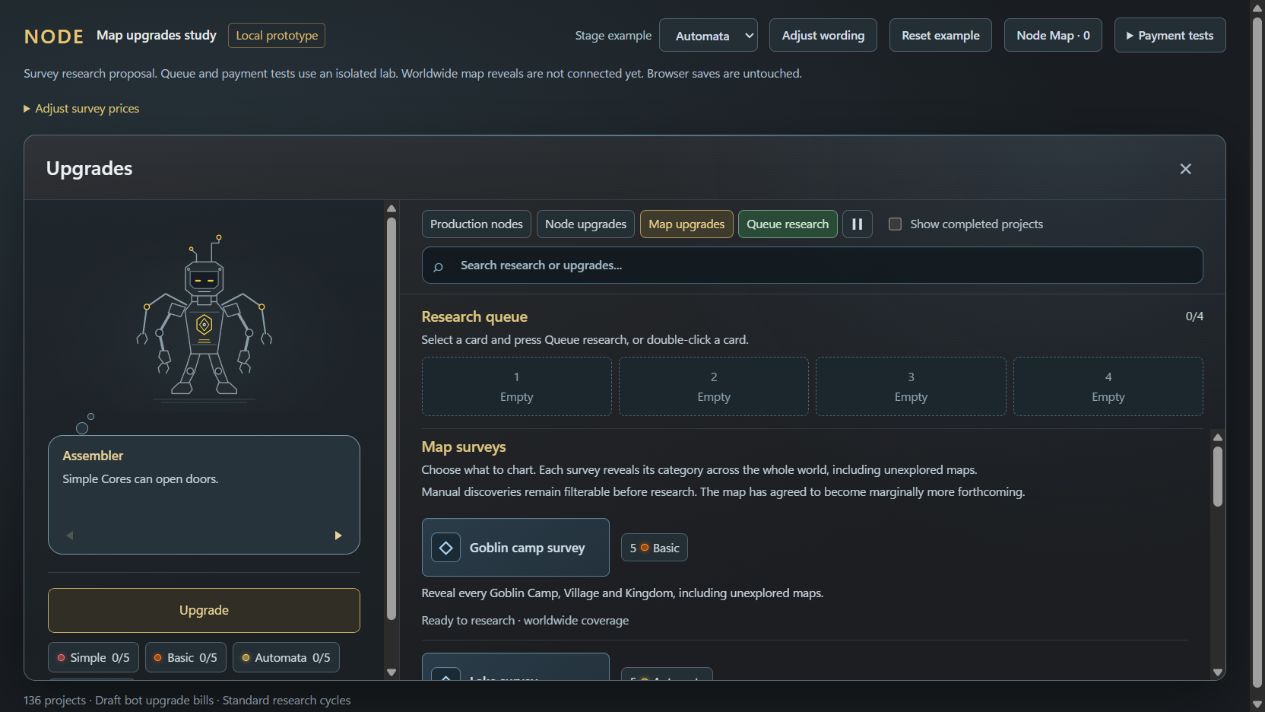 NODE Map upgrades study Local prototype Stage example Automata Adjust wording Reset example Node Map · 0 Payment tests
Survey research proposal. Queue and payment tests use an isolated lab. Worldwide map reveals are not connected yet. Browser saves are untouched.
Adjust survey prices
Upgrades
Production nodes Node upgrades Map upgrades Queue research Show completed projects
Search research or upgrades...
Research queue 0/4
Select a card and press Queue research, or double-click a card.
1 2 3 4
Empty Empty Empty Empty
Assembler
Simple Cores can open doors.
Upgrade
Simple 0/5 Basic 0/5 Automata 0/5
Map surveys
Choose what to chart. Each survey reveals its category across the whole world, including unexplored maps.
Manual discoveries remain filterable before research. The map has agreed to become marginally more forthcoming.
Goblin camp survey 5 Basic
Reveal every Goblin Camp, Village and Kingdom, including unexplored maps.
Ready to research · worldwide coverage
136 projects · Draft bot upgrade bills · Standard research cycles